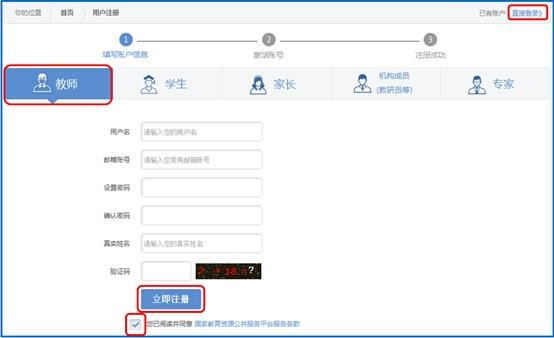 你的位置 首页 用户注册 已有账户 直接登录》
1 2 3
填写账户信息 激活账号 注册成功
教师 学生 家长 机构成员 专家
(教研员等)
用户名 请输入您的用户名
邮箱账号 请输入您常用邮箱账号
设置密码
确认密码
真实姓名 请输入您的真实姓名
验证码
立即注册
您已阅读并同意 国家教育资源公共服务平台服务条款